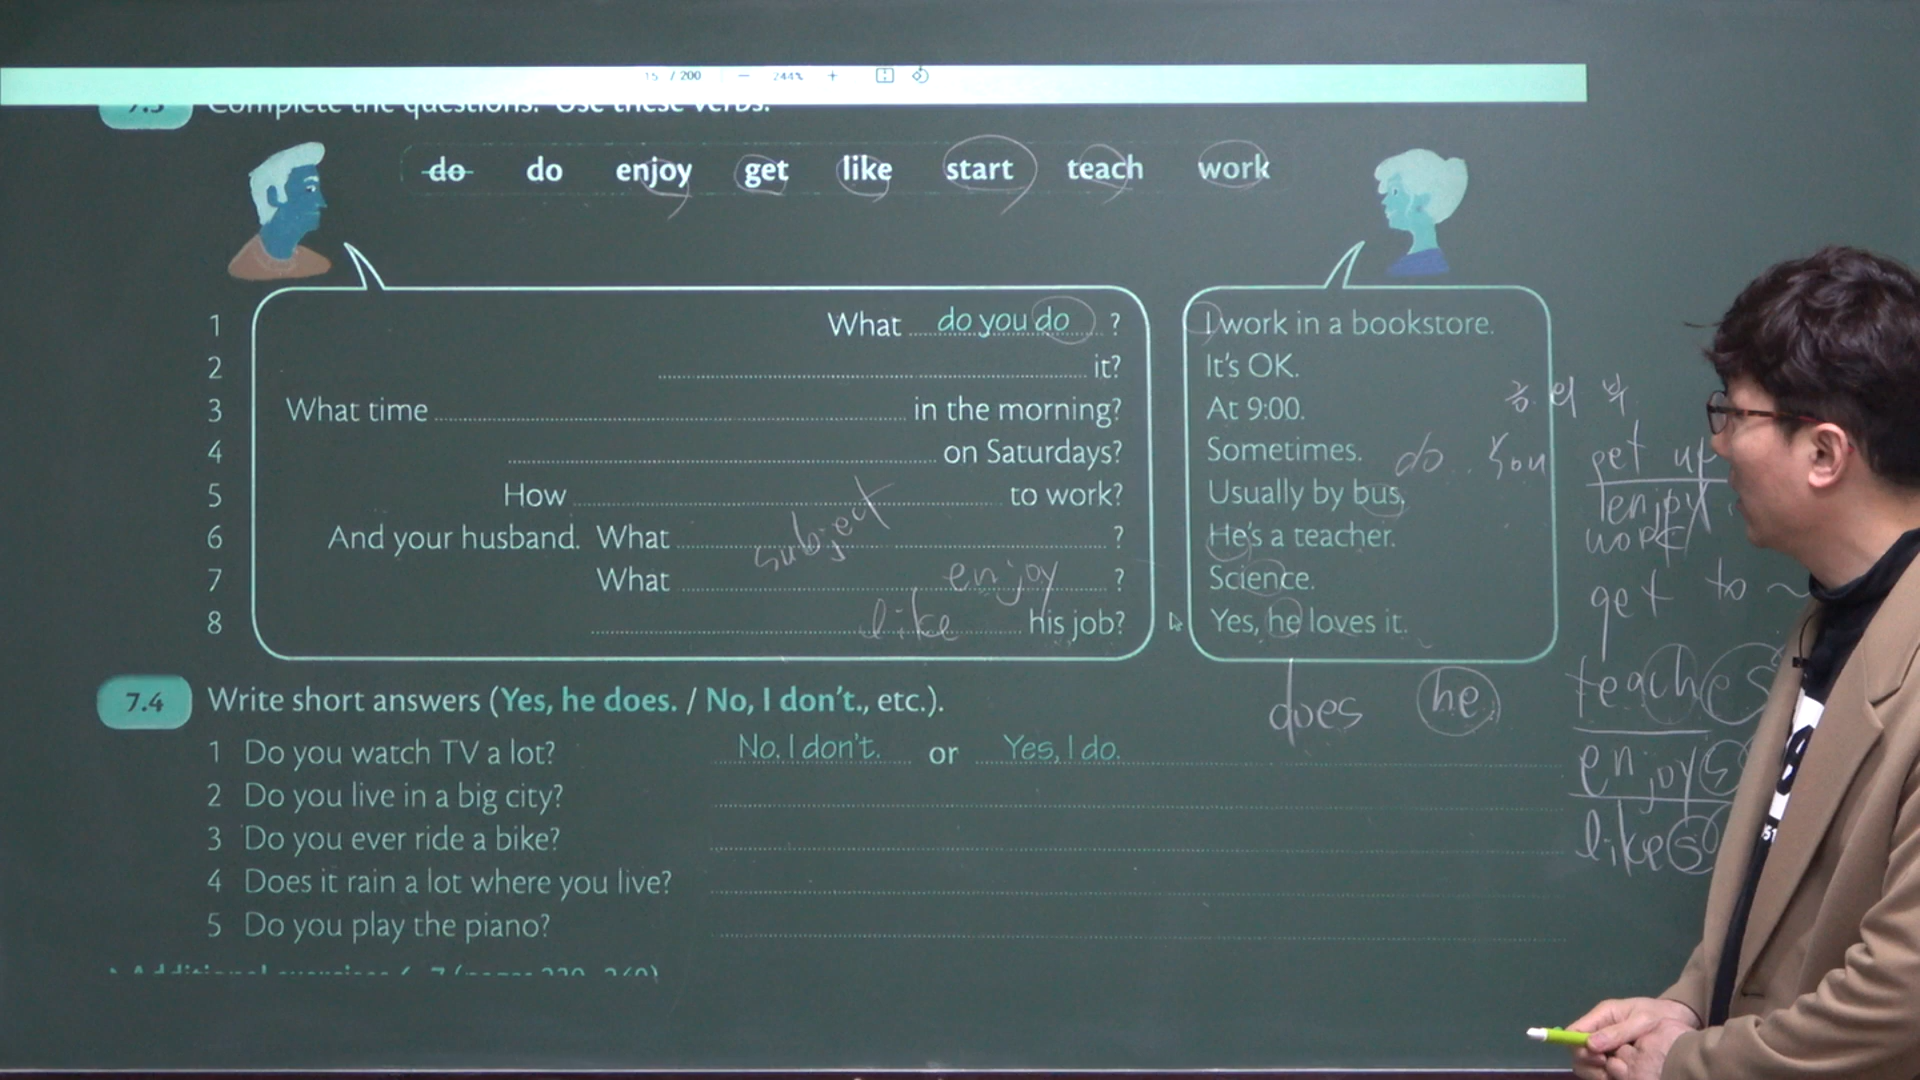 15 / 200 — 244% +
7.3 Complete the questions. Use these verbs.
do do enjoy get like start teach work
1 What do you do ? I work in a bookstore.
2 it? It's OK.
3 What time in the morning? At 9:00.
4 on Saturdays? Sometimes.
do .. you
get up
5 How to work? Usually by bus,
enjoy
subject
6 And your husband. What ? He's a teacher.
work
7 What enjoy ? Science.
get to ~
8 like his job? Yes, he loves it.
does he
teaches
enjoys
likes
7.4 Write short answers (Yes, he does. / No, I don't., etc.).
1 Do you watch TV a lot? No, I don't. or Yes, I do.
2 Do you live in a big city?
3 Do you ever ride a bike?
4 Does it rain a lot where you live?
5 Do you play the piano?